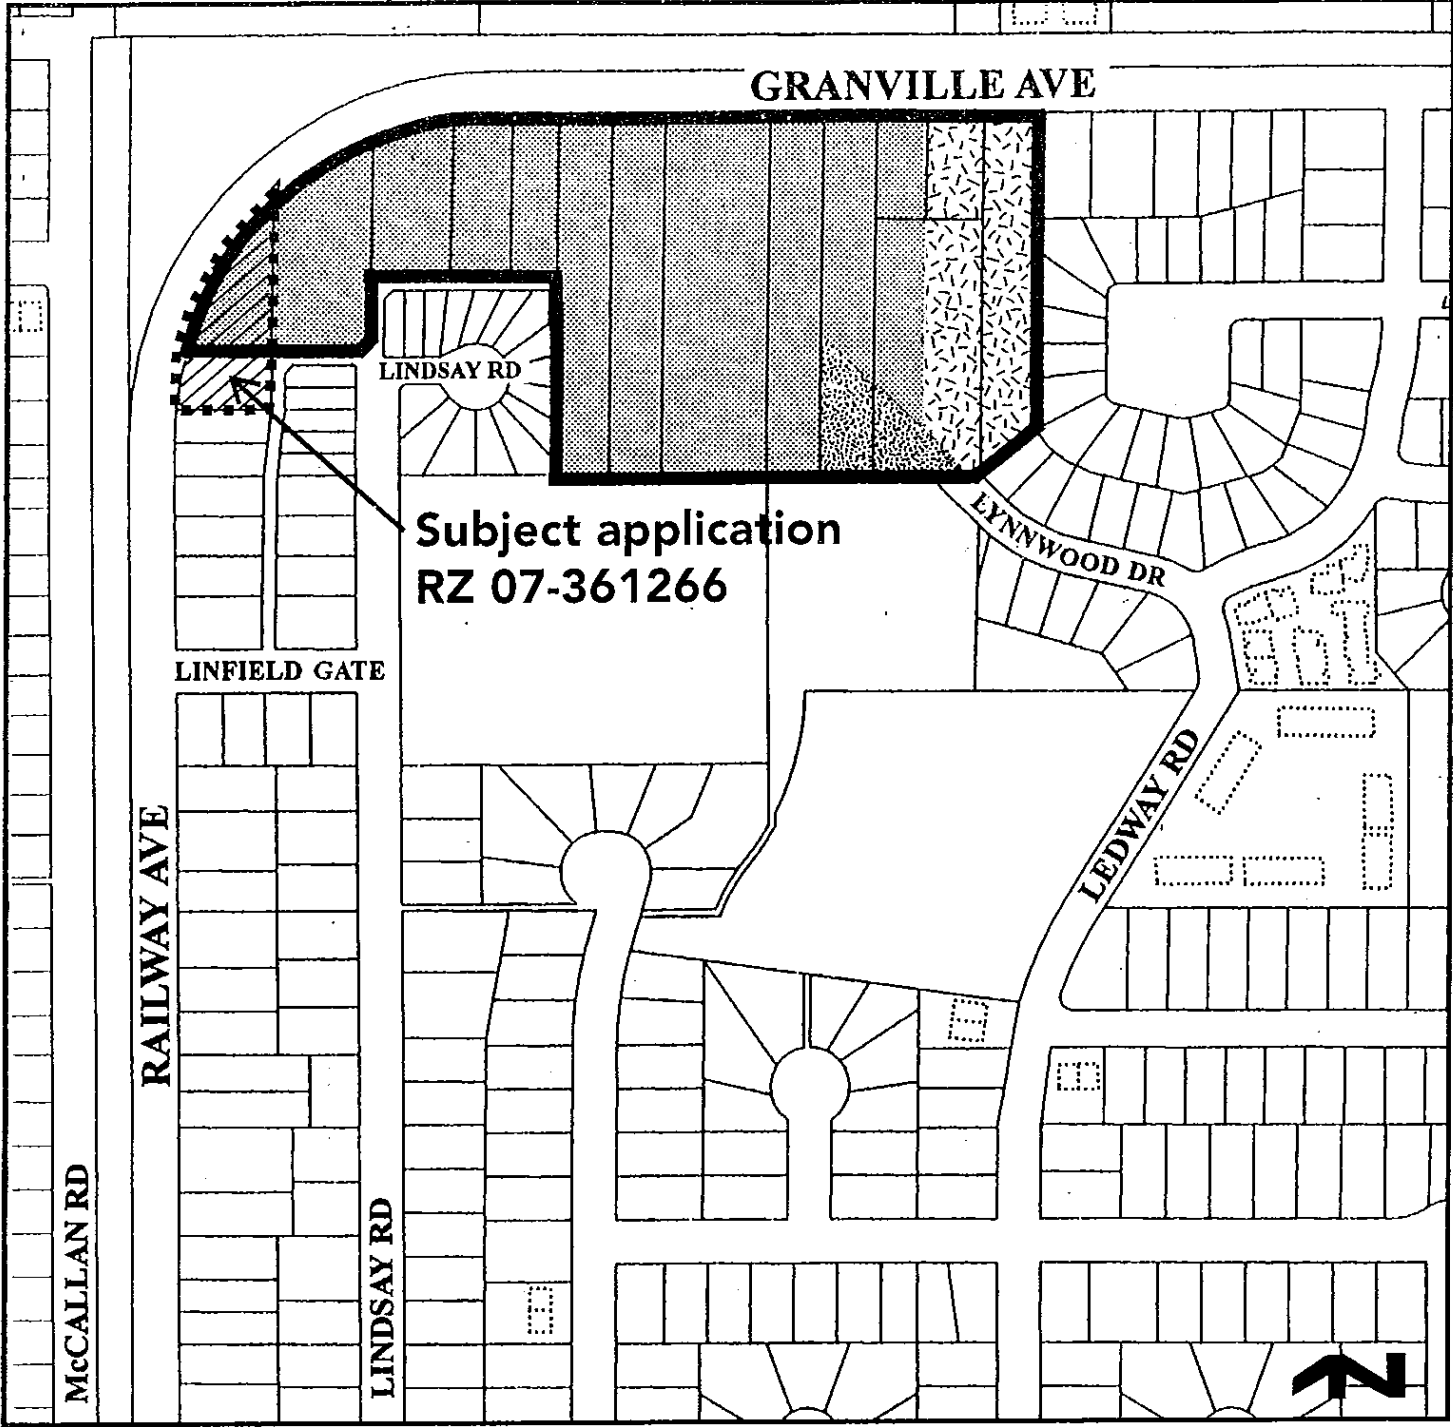 GRANVILLE AVE
LINDSAY RD
Subject application
RZ 07-361266
LYNNWOOD DR
LINFIELD GATE
LEDWAY RD
RAILWAY AVE
McCALLAN RD
LINDSAY RD